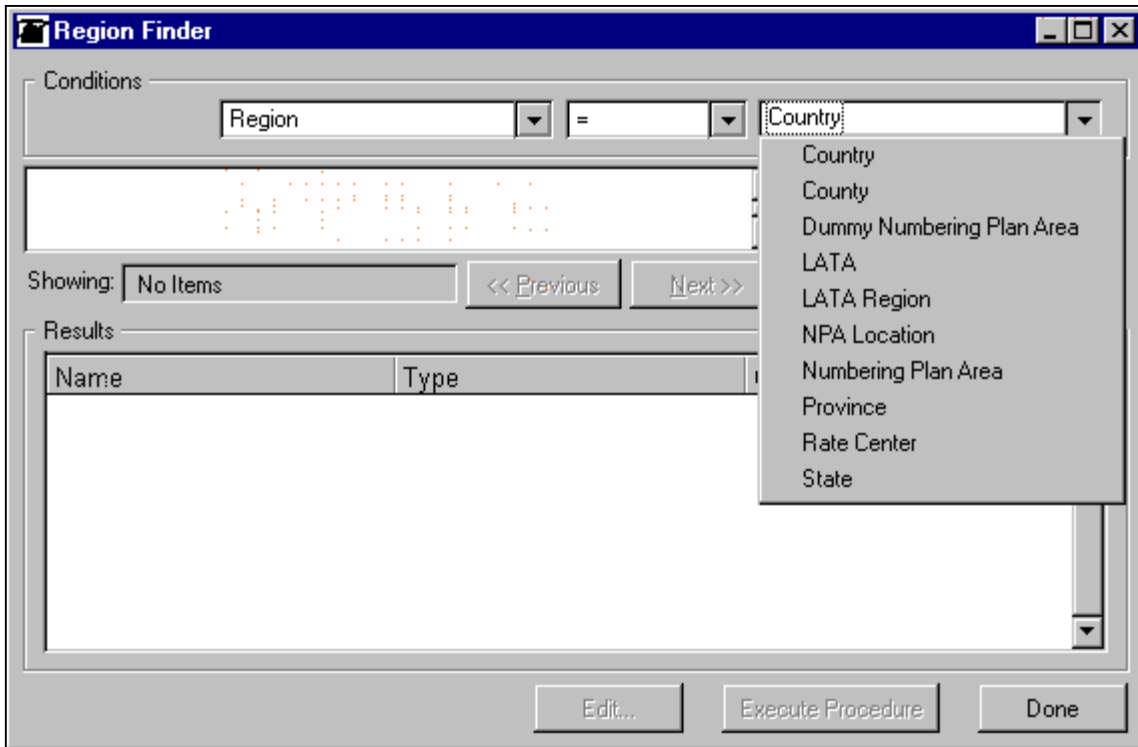 Region Finder
Conditions
Region = Country
Country
County
Dummy Numbering Plan Area
LATA
LATA Region
NPA Location
Numbering Plan Area
Province
Rate Center
State
Showing: No Items << Previous Next >>
Results
Name Type
Edit... Execute Procedure Done